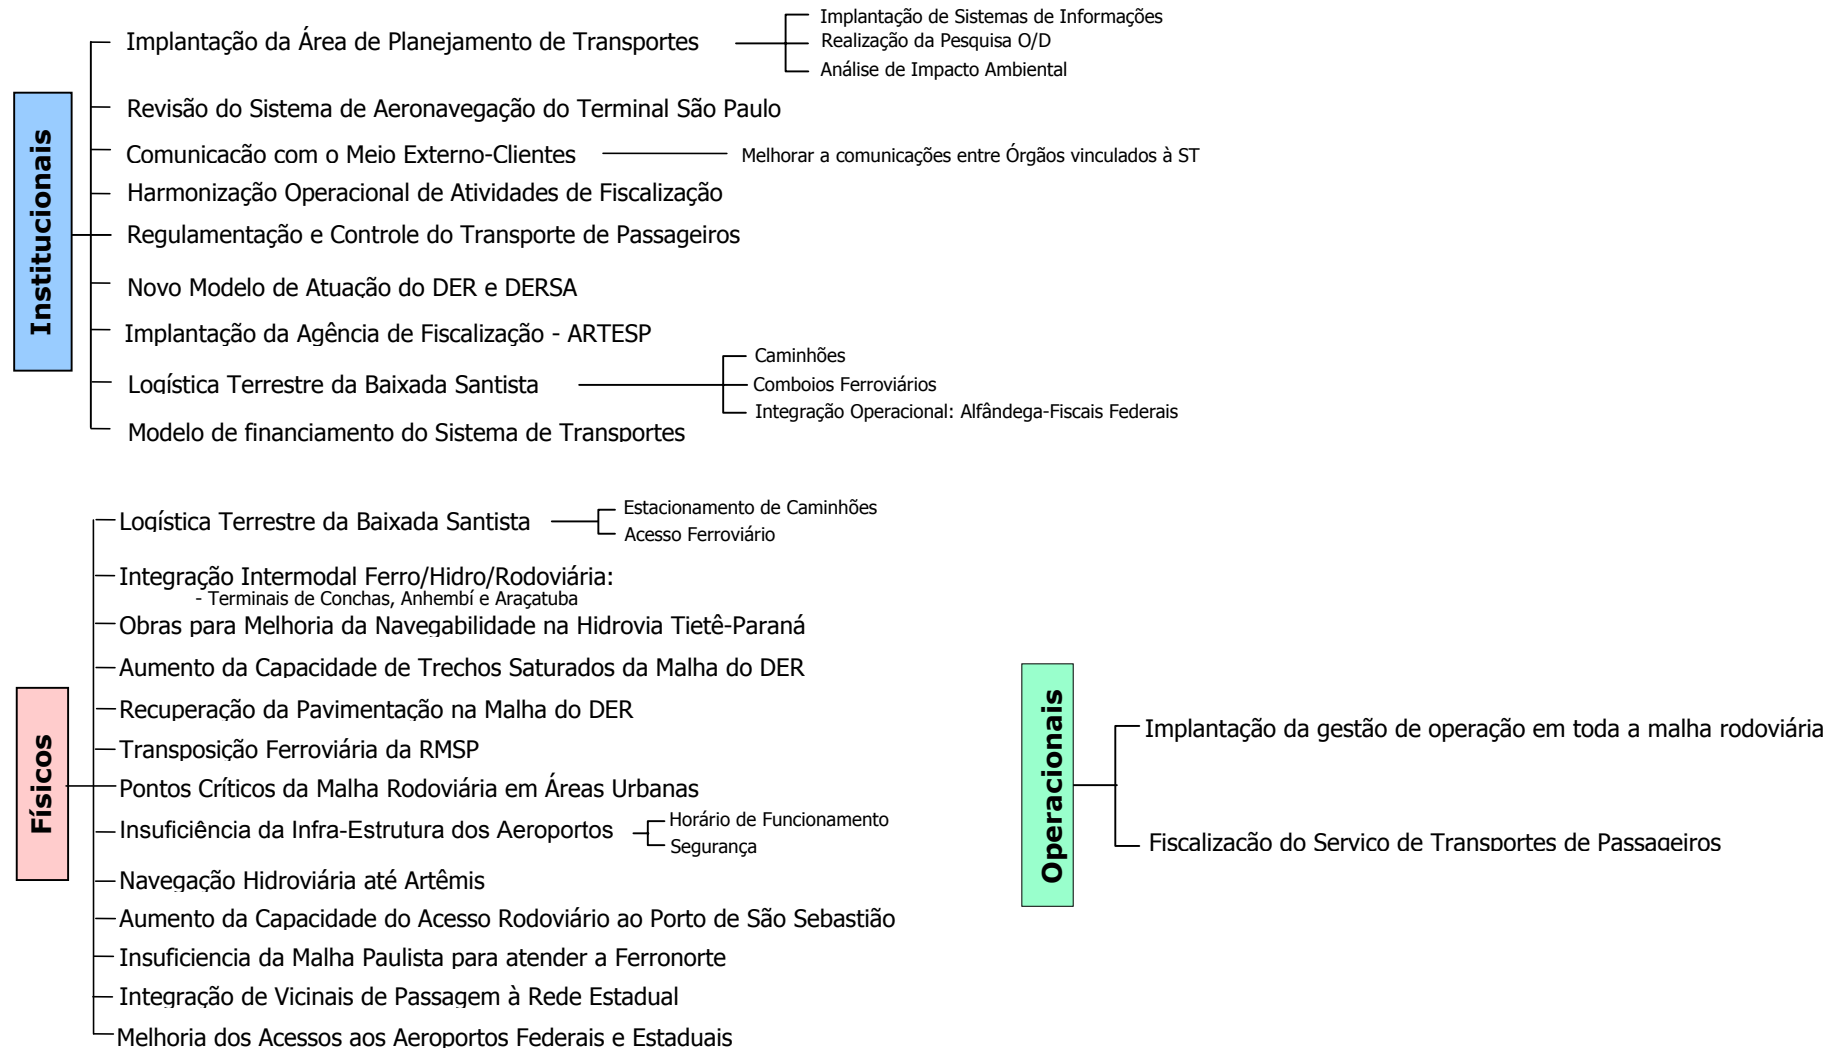 Institucionais
Implantação da Área de Planejamento de Transportes
Implantação de Sistemas de Informações
Realização da Pesquisa O/D
Análise de Impacto Ambiental
Revisão do Sistema de Aeronavegação do Terminal São Paulo
Comunicacão com o Meio Externo-Clientes
Melhorar a comunicações entre Órgãos vinculados à ST
Harmonização Operacional de Atividades de Fiscalização
Regulamentação e Controle do Transporte de Passageiros
Novo Modelo de Atuação do DER e DERSA
Implantação da Agência de Fiscalização - ARTESP
Logística Terrestre da Baixada Santista
Caminhões
Comboios Ferroviários
Integração Operacional: Alfândega-Fiscais Federais
Modelo de financiamento do Sistema de Transportes
Físicos
Logística Terrestre da Baixada Santista
Estacionamento de Caminhões
Acesso Ferroviário
Integração Intermodal Ferro/Hidro/Rodoviária:
- Terminais de Conchas, Anhembí e Araçatuba
Obras para Melhoria da Navegabilidade na Hidrovia Tietê-Paraná
Aumento da Capacidade de Trechos Saturados da Malha do DER
Recuperação da Pavimentação na Malha do DER
Transposição Ferroviária da RMSP
Pontos Críticos da Malha Rodoviária em Áreas Urbanas
Insuficiência da Infra-Estrutura dos Aeroportos
Horário de Funcionamento
Segurança
Navegação Hidroviária até Artêmis
Aumento da Capacidade do Acesso Rodoviário ao Porto de São Sebastião
Insuficiencia da Malha Paulista para atender a Ferronorte
Integração de Vicinais de Passagem à Rede Estadual
Melhoria dos Acessos aos Aeroportos Federais e Estaduais
Operacionais
Implantação da gestão de operação em toda a malha rodoviária
Fiscalização do Serviço de Transportes de Passageiros